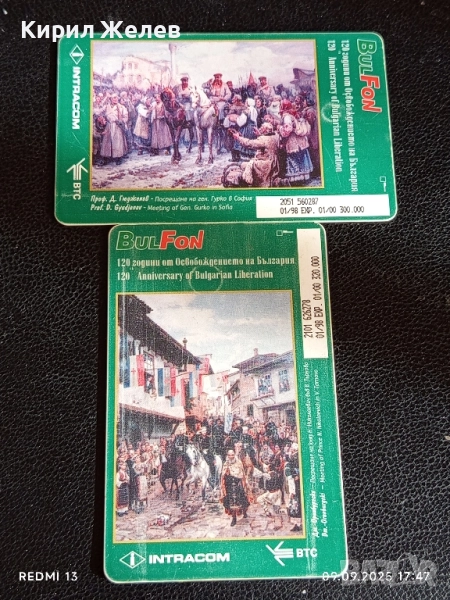 Кирил Желев
BULFON
120 години от Освобождението на България
120 Anniversary of Bulgarian Liberation
INTRACOM
BTC
Проф. Д. Гюдженов - Посрещане на ген. Гурко в София
Prof. D. Gyudjenov - Meeting of Gen. Gurko in Sofia
2051 560287
01/98 EXP. 01/00 300.000
BULFON
120 години от Освобождението на България
120 Anniversary of Bulgarian Liberation
2101 626278
01/98 EXP. 01/00 320.000
INTRACOM
BTC
REDMI 13
09.09.2025 17:47